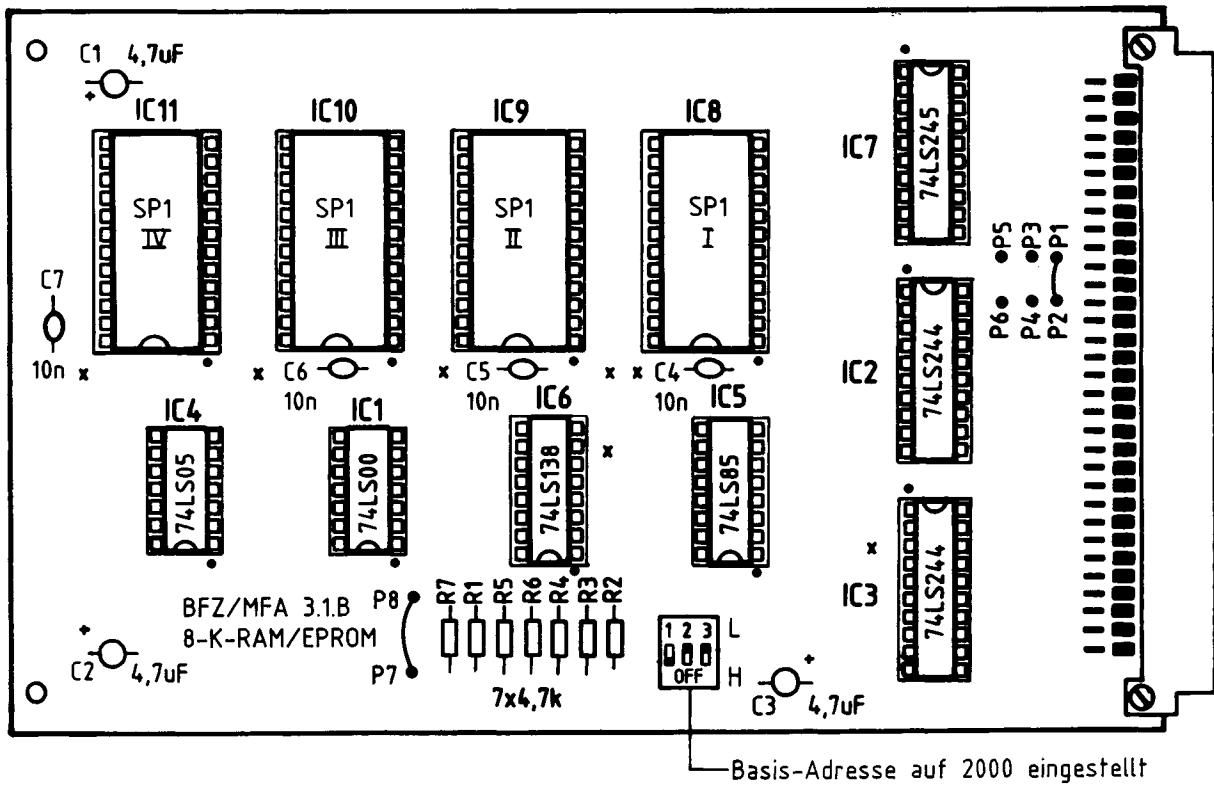 C1 4,7uF
IC11 IC10 IC9 IC8
SP1 IV
SP1 III
SP1 II
SP1 I
IC7
74LS245
P5 P3 P1
P6 P4 P2
C7
10n
x
x C6
10n
x C5
10n
x x C4
10n
IC2
74LS244
IC4
74LS05
IC1
74LS00
IC6
74LS138
x
IC5
74LS85
x
IC3
74LS244
BFZ/MFA 3.1.B
8-K-RAM/EPROM
P8
P7
R7 R1 R5 R6 R4 R3 R2
7x4,7k
1 2 3 L
OFF H
+
C2 4,7uF
+
C3 4,7uF
Basis-Adresse auf 2000 eingestellt